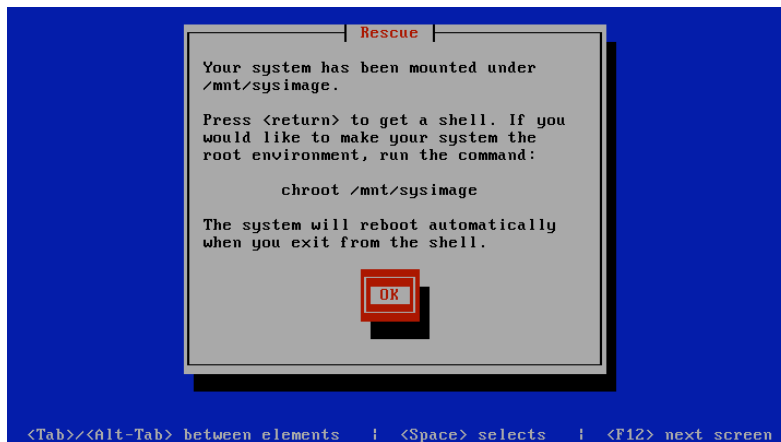 Rescue
Your system has been mounted under
/mnt/sysimage.
Press <return> to get a shell. If you
would like to make your system the
root environment, run the command:
chroot /mnt/sysimage
The system will reboot automatically
when you exit from the shell.
OK
<Tab>/<Alt-Tab> between elements | <Space> selects | <F12> next screen